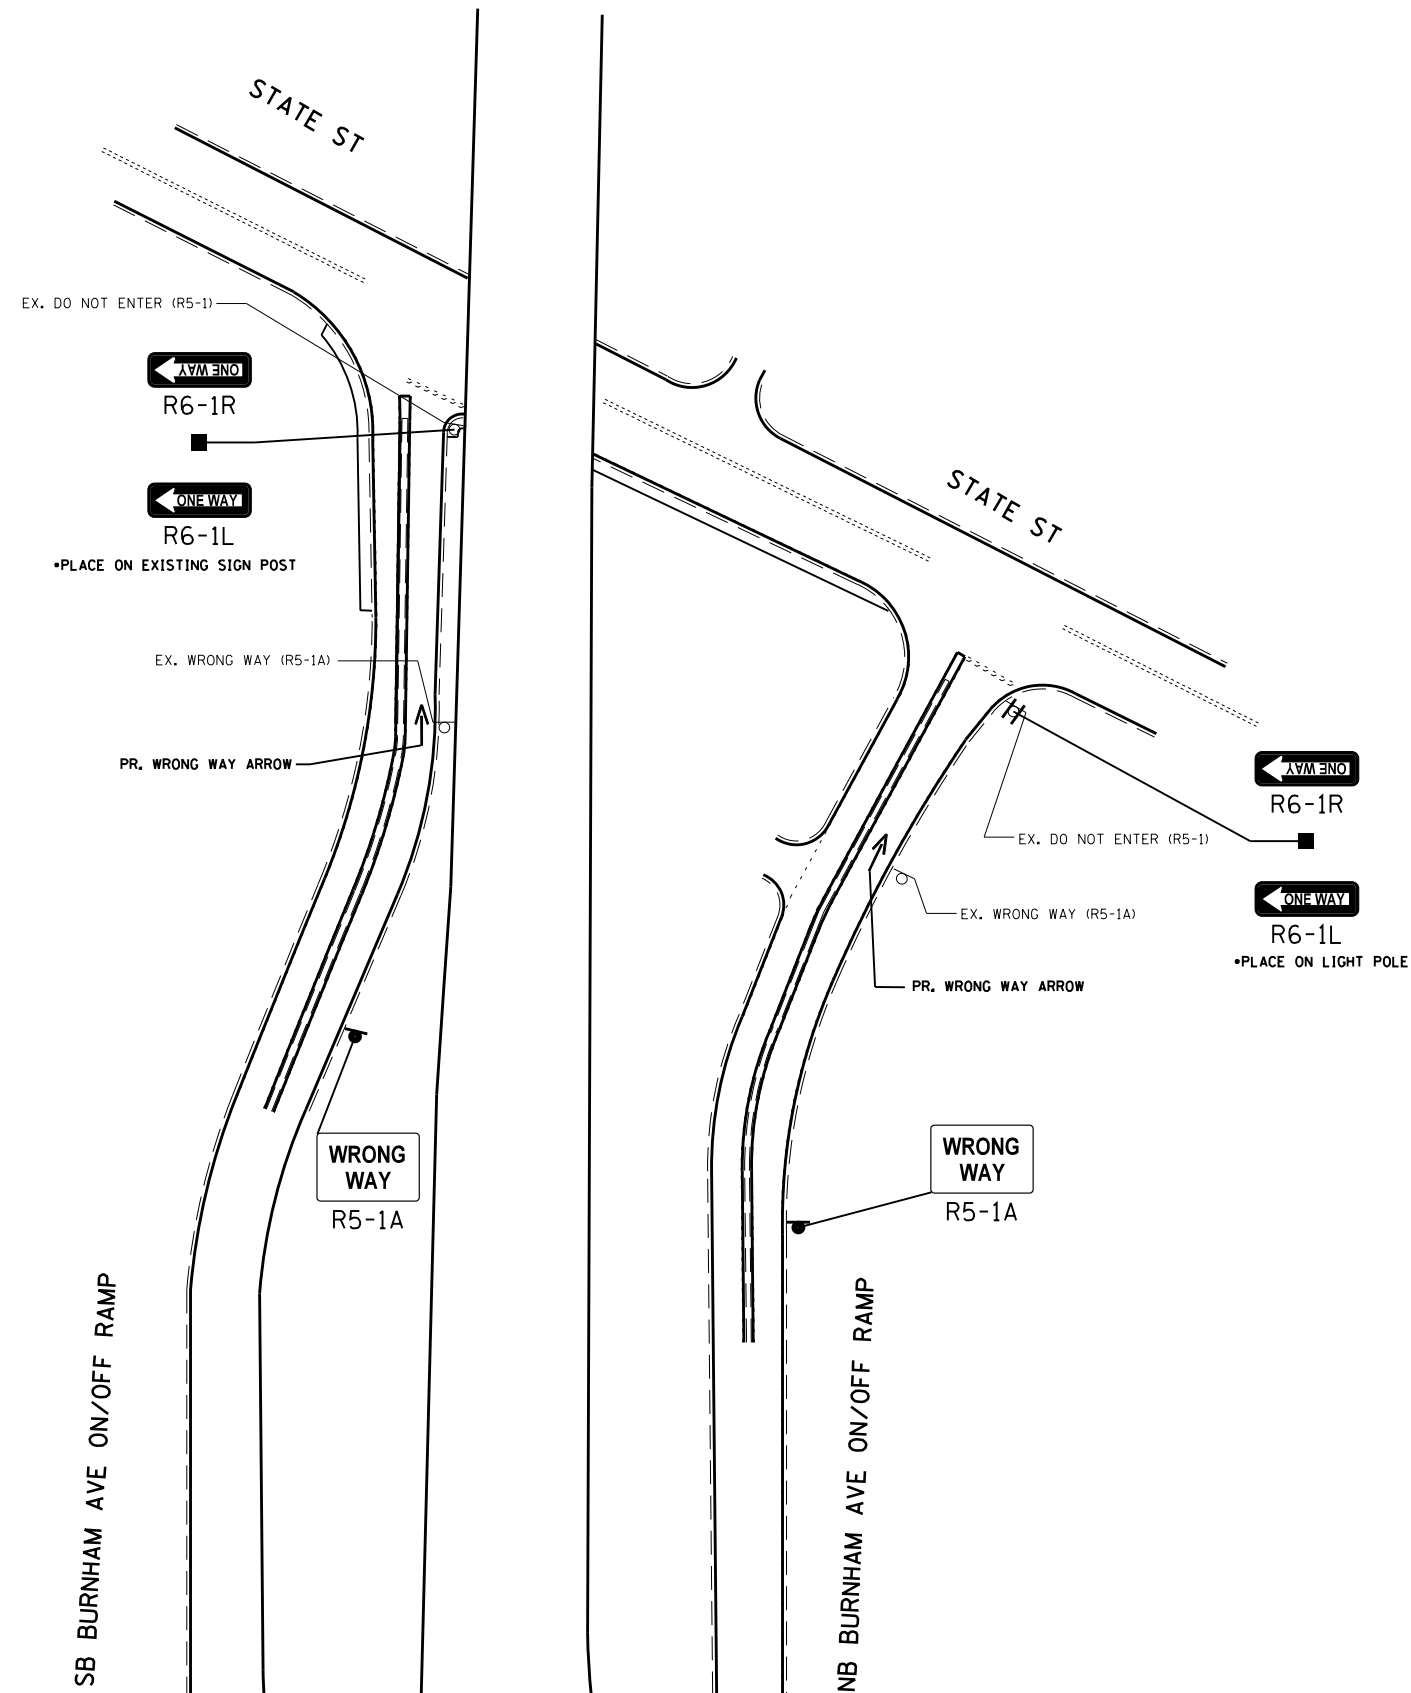 STATE ST
EX. DO NOT ENTER (R5-1)
ONE WAY
R6-1R
ONE WAY
R6-1L
•PLACE ON EXISTING SIGN POST
EX. WRONG WAY (R5-1A)
PR. WRONG WAY ARROW
STATE ST
ONE WAY
R6-1R
EX. DO NOT ENTER (R5-1)
ONE WAY
R6-1L
•PLACE ON LIGHT POLE
EX. WRONG WAY (R5-1A)
PR. WRONG WAY ARROW
WRONG
WAY
R5-1A
WRONG
WAY
R5-1A
SB BURNHAM AVE ON/OFF RAMP
NB BURNHAM AVE ON/OFF RAMP